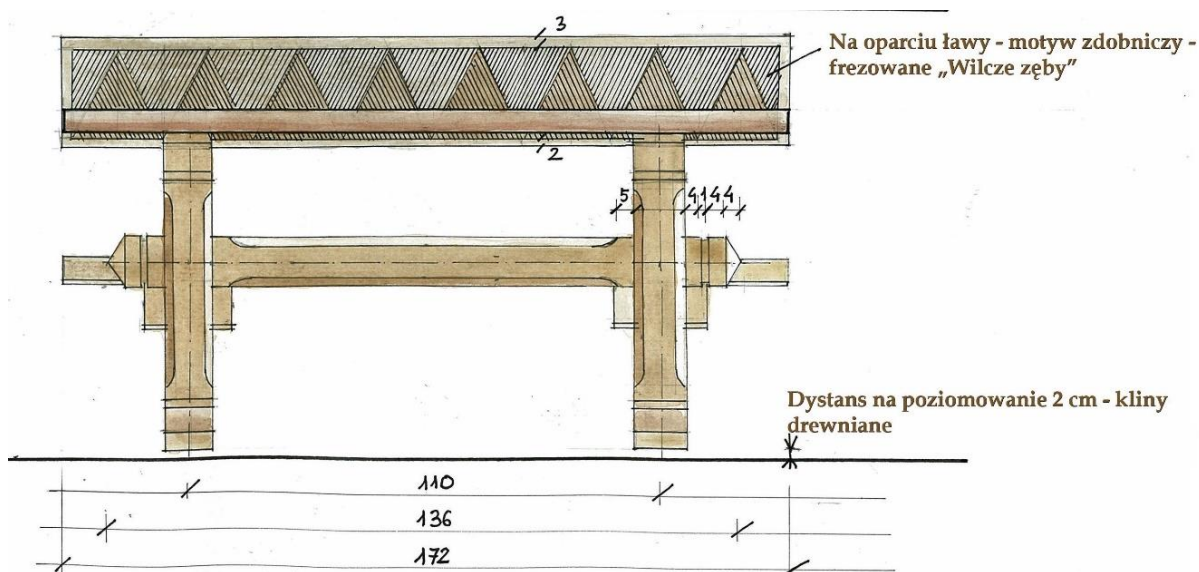 3
Na oparciu ławy - motyw zdobniczy -
frezowane „Wilcze zęby”
2
5 4 1 4 4
Dystans na poziomowanie 2 cm - kliny
drewniane
110
136
172